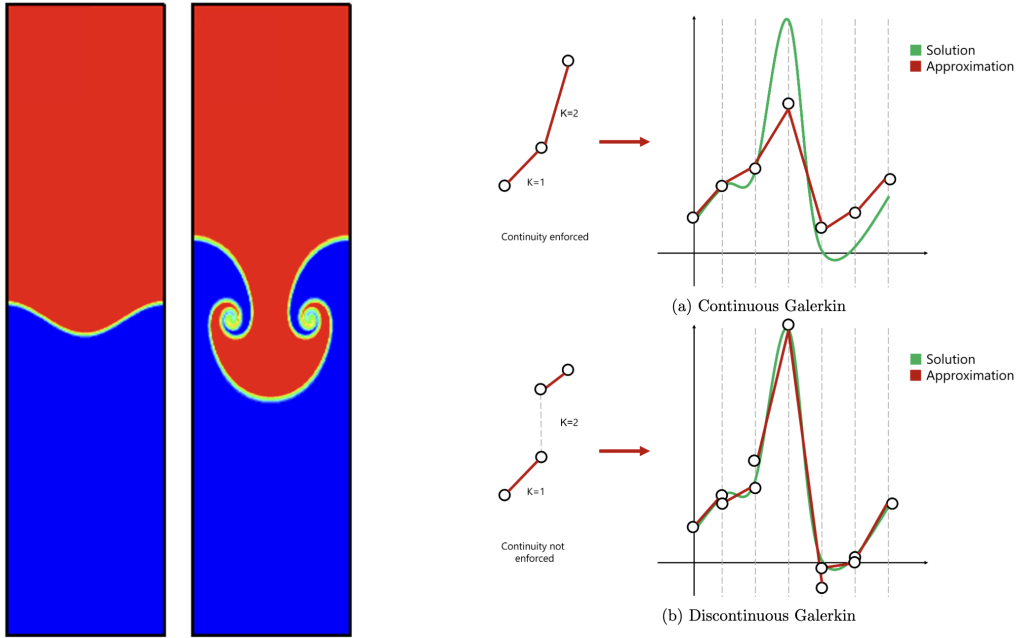 K=2
K=1
Continuity enforced
Solution
Approximation
(a) Continuous Galerkin
K=2
K=1
Continuity not
enforced
Solution
Approximation
(b) Discontinuous Galerkin